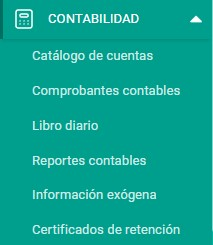 CONTABILIDAD
Catálogo de cuentas
Comprobantes contables
Libro diario
Reportes contables
Información exógena
Certificados de retención